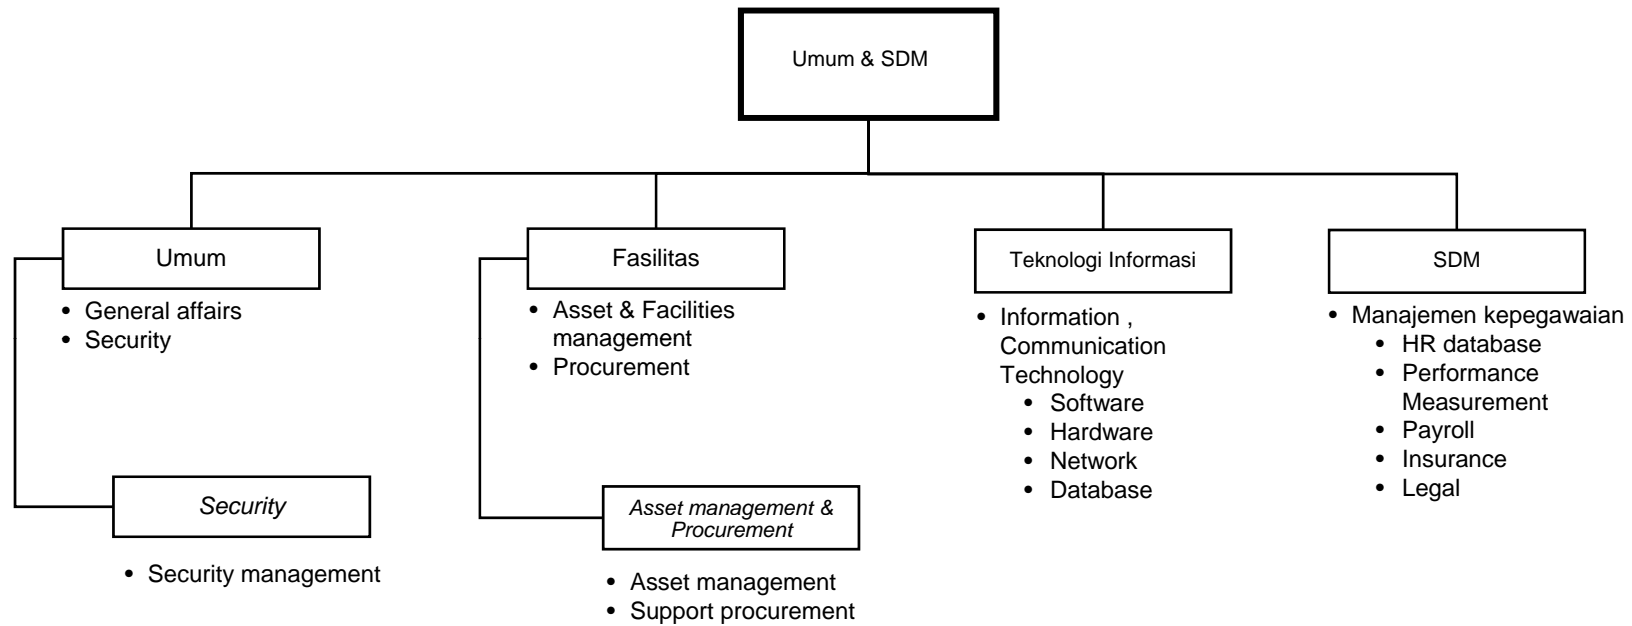 Umum & SDM
Umum
• General affairs
• Security
Security
• Security management
Fasilitas
• Asset & Facilities
management
• Procurement
Asset management &
Procurement
• Asset management
• Support procurement
Teknologi Informasi
• Information ,
Communication
Technology
• Software
• Hardware
• Network
• Database
SDM
• Manajemen kepegawaian
• HR database
• Performance
Measurement
• Payroll
• Insurance
• Legal